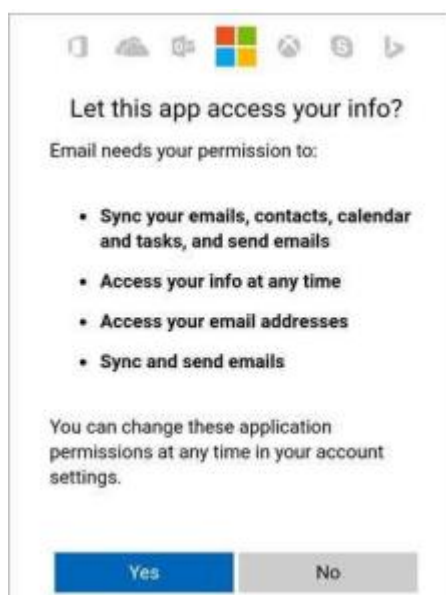 Let this app access your info?
Email needs your permission to:
• Sync your emails, contacts, calendar
and tasks, and send emails
• Access your info at any time
• Access your email addresses
• Sync and send emails
You can change these application
permissions at any time in your account
settings.
Yes No